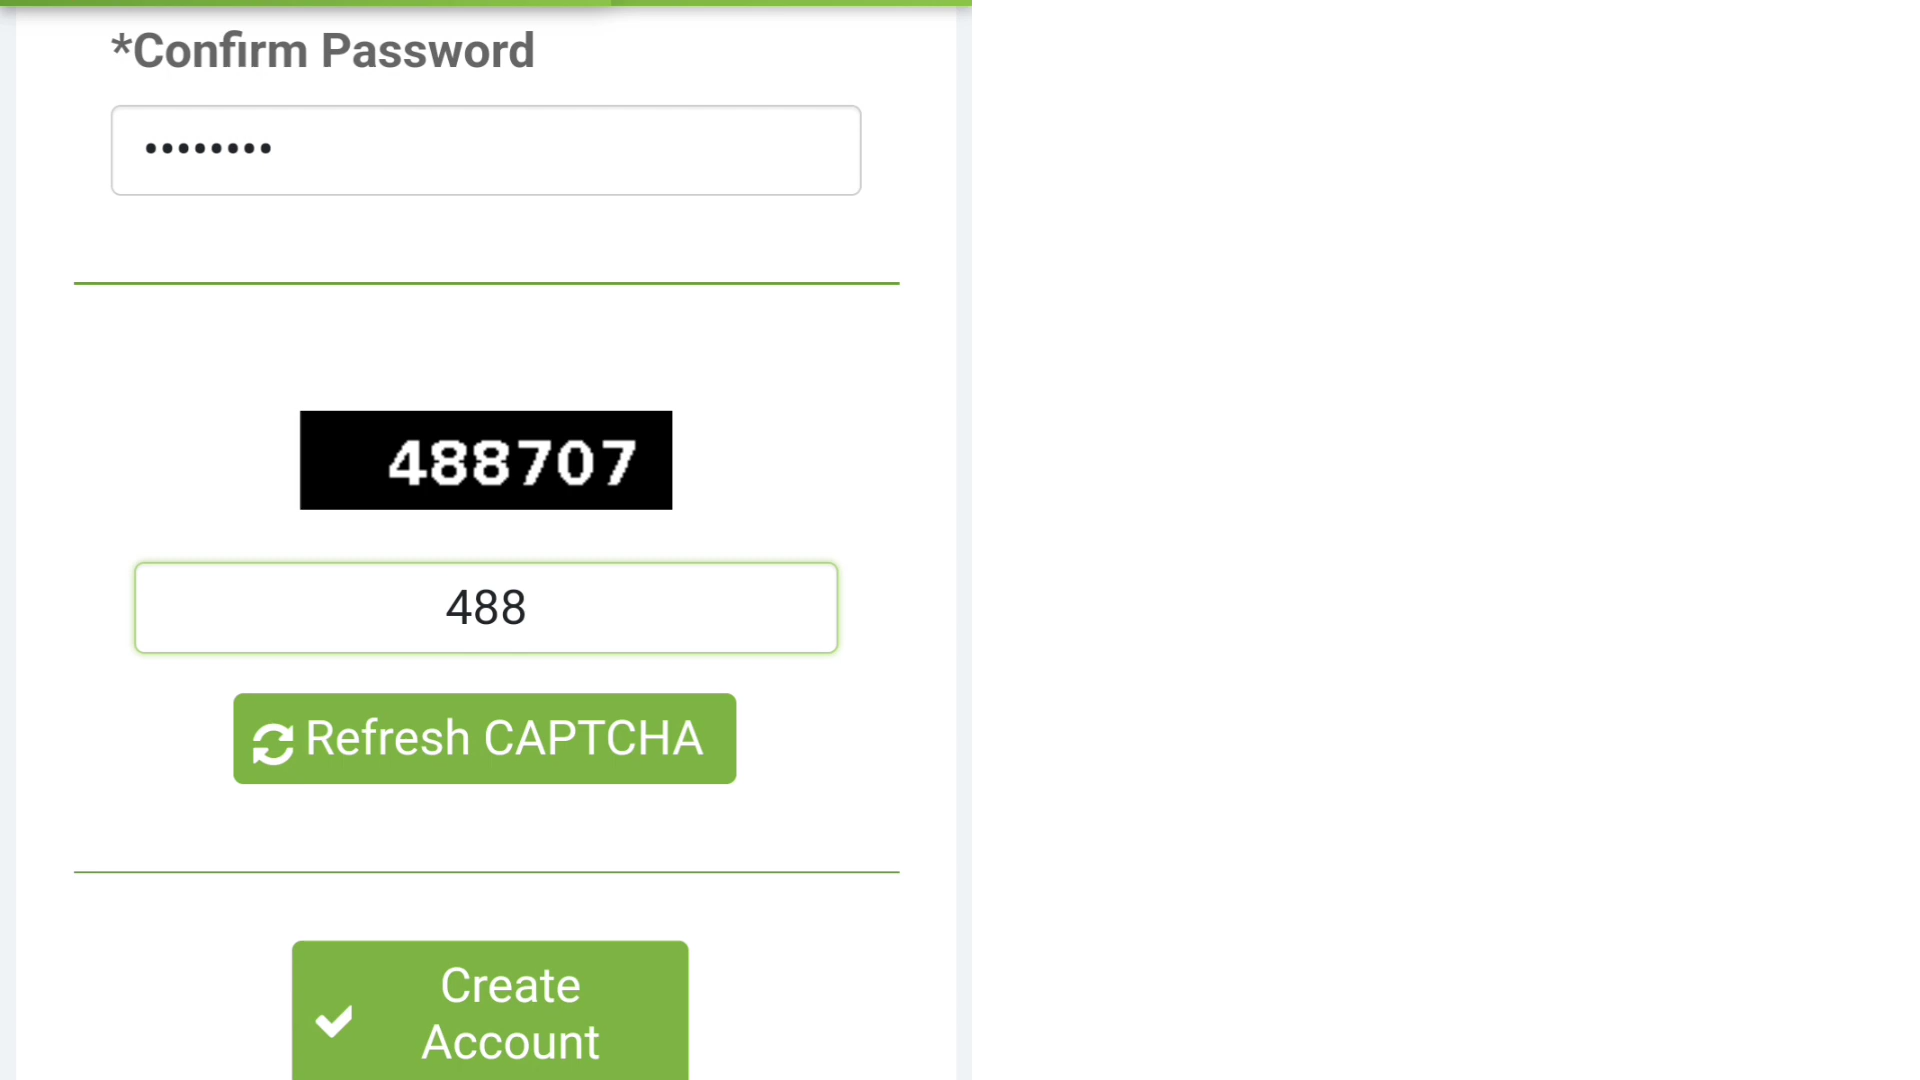 *Confirm Password
••••••••
488707
488
Refresh CAPTCHA
Create
Account